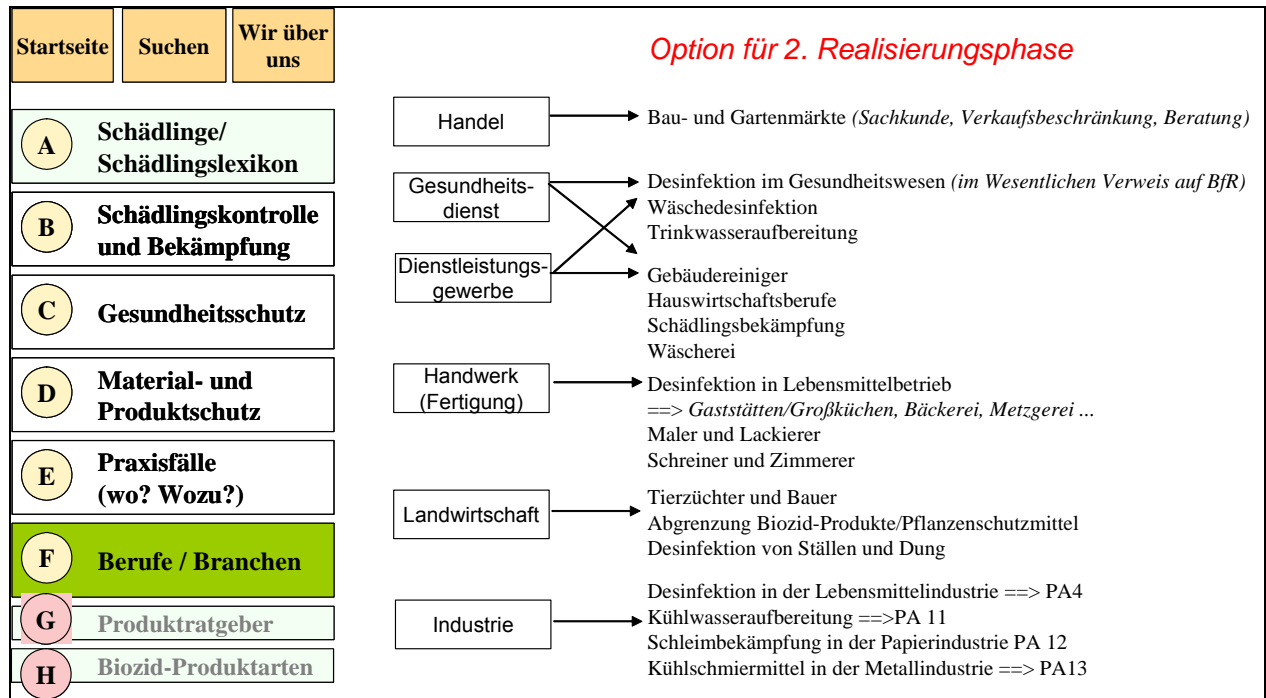 Startseite
Suchen
Wir über
uns
Option für 2. Realisierungsphase
A
Schädlinge/
Schädlingslexikon
B
Schädlingskontrolle
und Bekämpfung
C
Gesundheitsschutz
D
Material- und
Produktschutz
E
Praxisfälle
(wo? Wozu?)
F
Berufe / Branchen
G
Produktratgeber
H
Biozid-Produktarten
Handel
Bau- und Gartenmärkte (Sachkunde, Verkaufsbeschränkung, Beratung)
Gesundheits-
dienst
Desinfektion im Gesundheitswesen (im Wesentlichen Verweis auf BfR)
Wäschedesinfektion
Trinkwasseraufbereitung
Dienstleistungs-
gewerbe
Gebäudereiniger
Hauswirtschaftsberufe
Schädlingsbekämpfung
Wäscherei
Handwerk
(Fertigung)
Desinfektion in Lebensmittelbetrieb
==> Gaststätten/Großküchen, Bäckerei, Metzgerei ...
Maler und Lackierer
Schreiner und Zimmerer
Landwirtschaft
Tierzüchter und Bauer
Abgrenzung Biozid-Produkte/Pflanzenschutzmittel
Desinfektion von Ställen und Dung
Industrie
Desinfektion in der Lebensmittelindustrie ==> PA4
Kühlwasseraufbereitung ==>PA 11
Schleimbekämpfung in der Papierindustrie PA 12
Kühlschmiermittel in der Metallindustrie ==> PA13